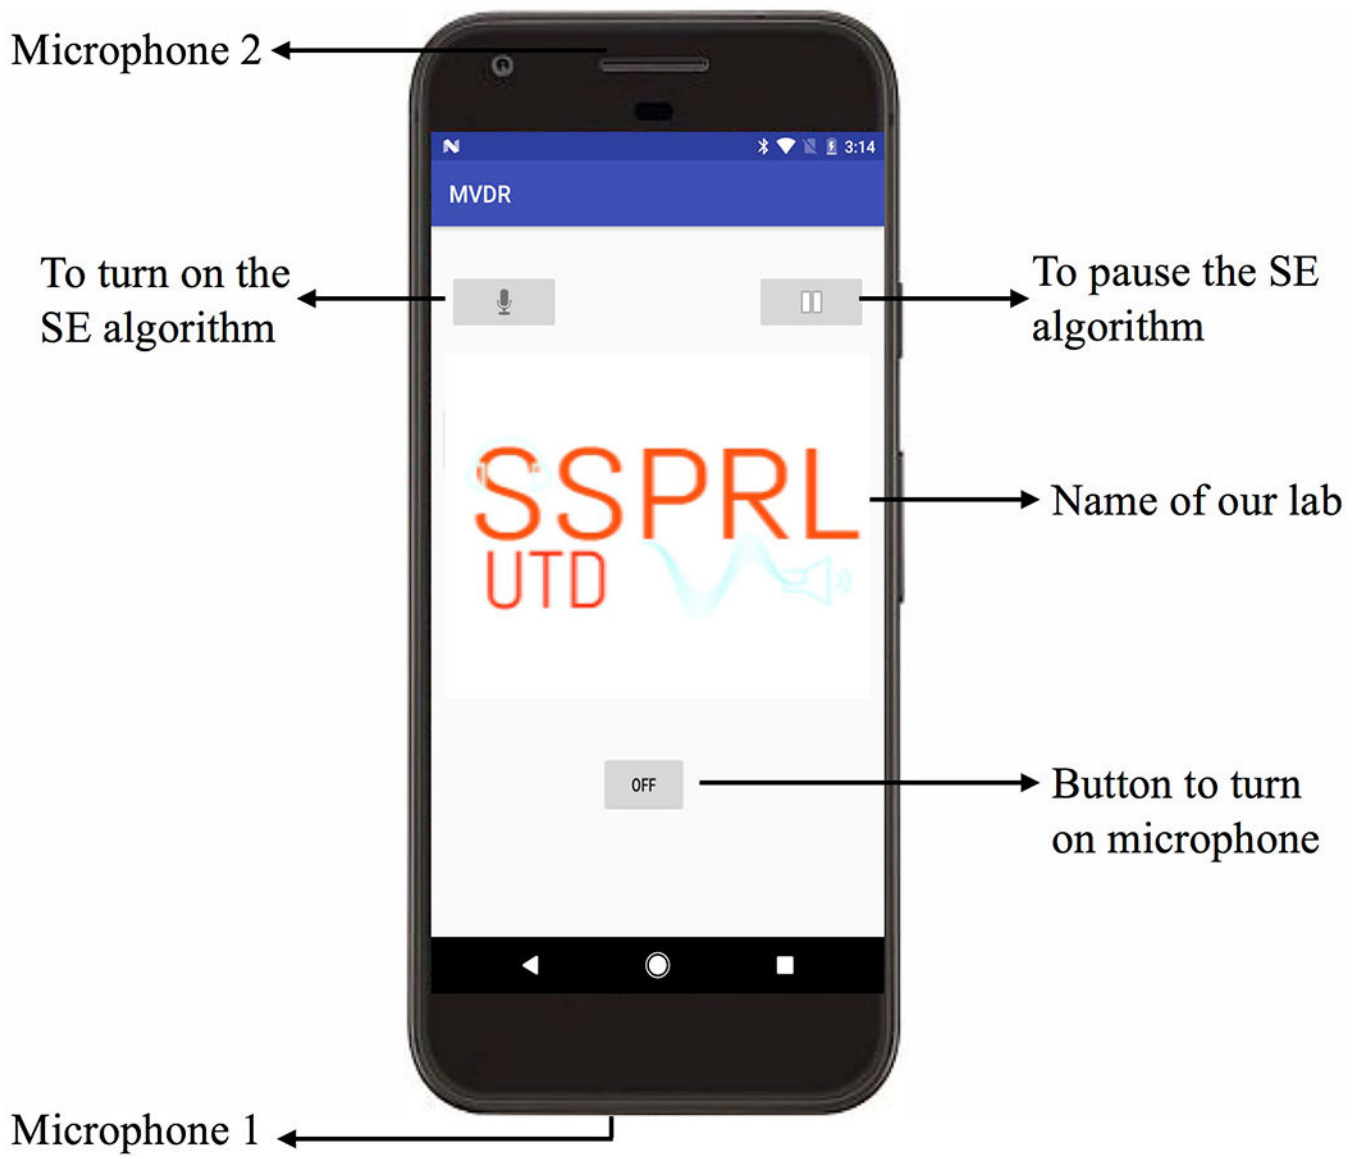 Microphone 2
3:14
MVDR
To turn on the
SE algorithm
To pause the SE
algorithm
SSPRL
UTD
Name of our lab
OFF
Button to turn
on microphone
Microphone 1